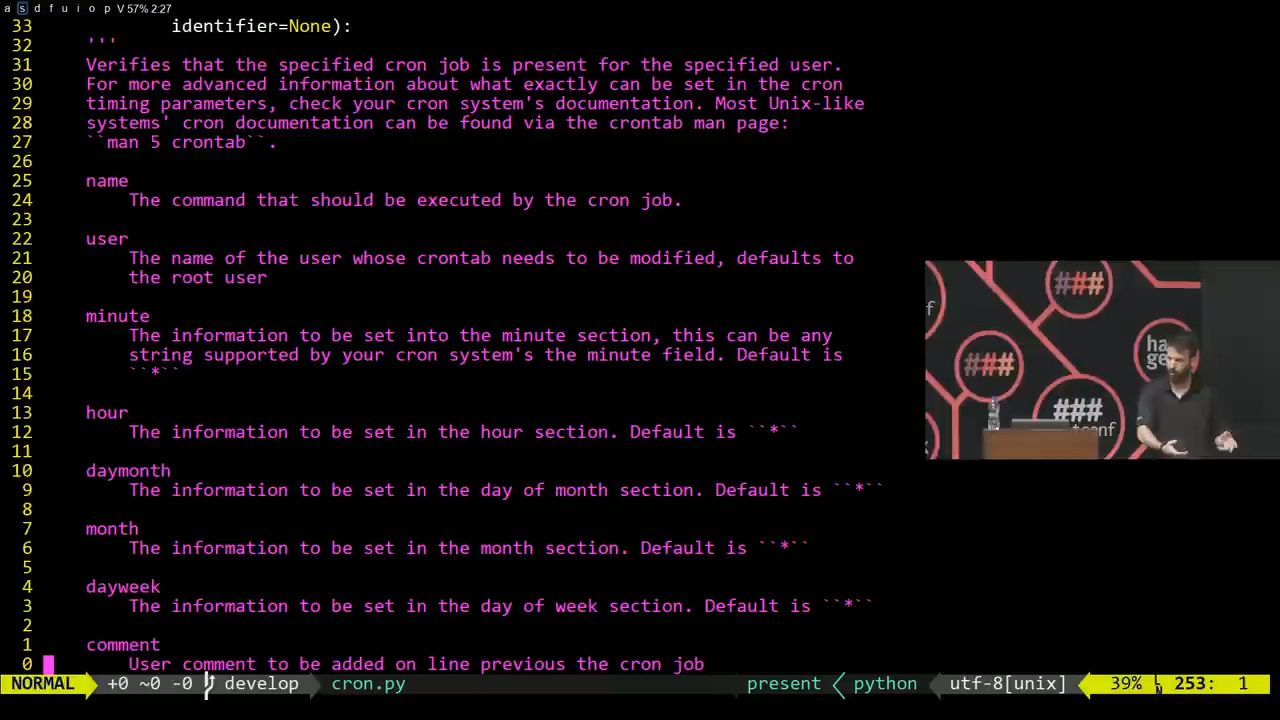 a s d f u i o p V 57% 2:27
33 identifier=None):
32 '''
31 Verifies that the specified cron job is present for the specified user.
30 For more advanced information about what exactly can be set in the cron
29 timing parameters, check your cron system's documentation. Most Unix-like
28 systems' cron documentation can be found via the crontab man page:
27 ``man 5 crontab``.
26
25 name
24 The command that should be executed by the cron job.
23
22 user
21 The name of the user whose crontab needs to be modified, defaults to
20 the root user
19
18 minute
17 The information to be set into the minute section, this can be any
16 string supported by your cron system's the minute field. Default is
15 ``*``
14
13 hour
12 The information to be set in the hour section. Default is ``*``
11
10 daymonth
9 The information to be set in the day of month section. Default is ``*``
8
7 month
6 The information to be set in the month section. Default is ``*``
5
4 dayweek
3 The information to be set in the day of week section. Default is ``*``
2
1 comment
0 User comment to be added on line previous the cron job
NORMAL +0 ~0 -0 develop cron.py present python utf-8[unix] 39% 253: 1
###
###
###